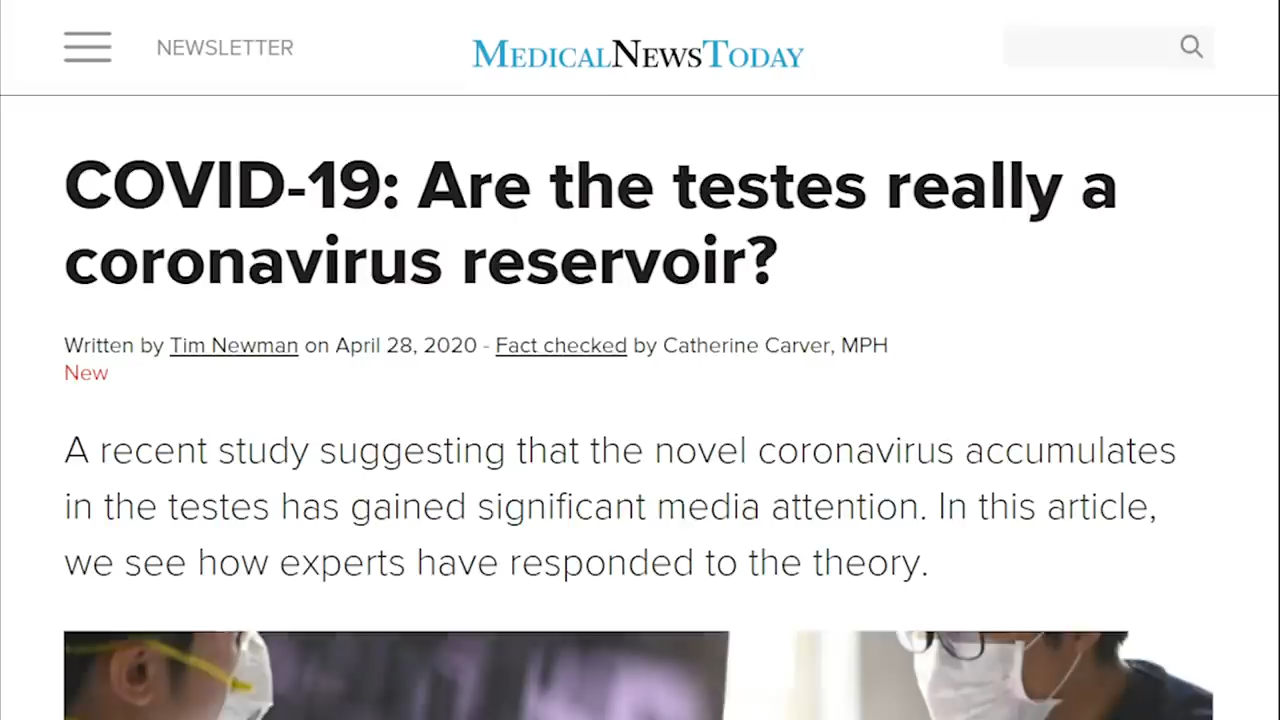 NEWSLETTER
MEDICALNEWSTODAY
COVID-19: Are the testes really a
coronavirus reservoir?
Written by Tim Newman on April 28, 2020 - Fact checked by Catherine Carver, MPH
New
A recent study suggesting that the novel coronavirus accumulates
in the testes has gained significant media attention. In this article,
we see how experts have responded to the theory.